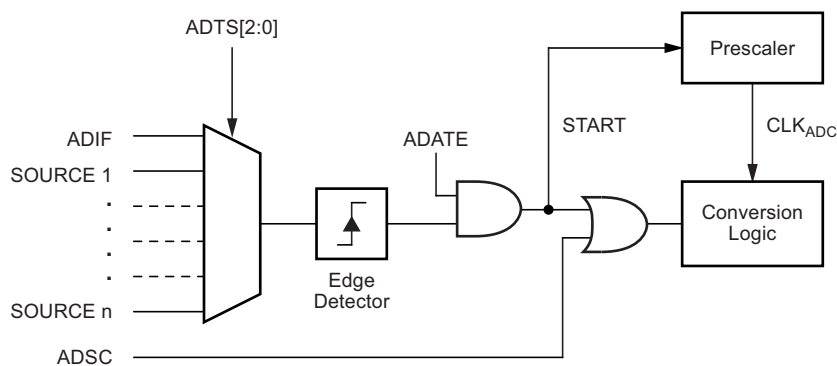 ADTS[2:0]
Prescaler
START
CLKADC
ADIF
ADATE
SOURCE 1
.
.
.
.
Conversion
Logic
Edge
Detector
SOURCE n
ADSC